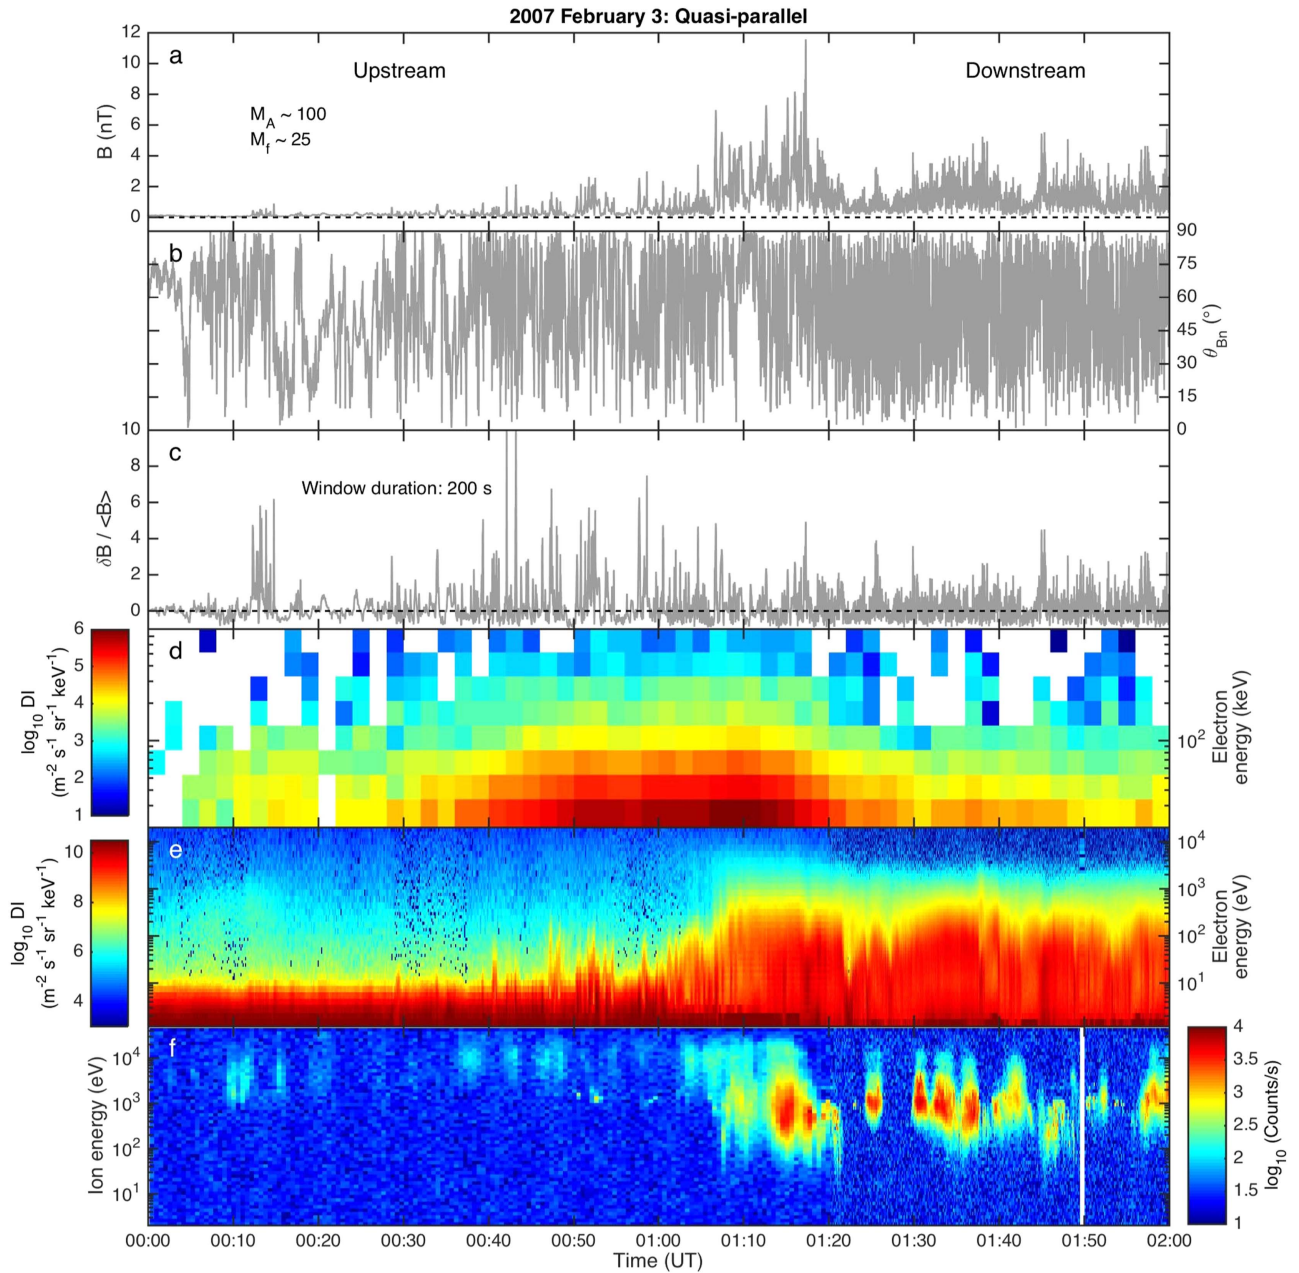 2007 February 3: Quasi-parallel
a
Upstream
Downstream
M_A ~ 100
M_f ~ 25
B (nT)
12
10
8
6
4
2
0
b
90
75
60
45
30
15
0
θ_Bn (°)
c
Window duration: 200 s
δB / <B>
10
8
6
4
2
0
d
6
5
4
3
2
1
log_10 DI
(m^-2 s^-1 sr^-1 keV^-1)
10^2
Electron
energy (keV)
e
10
8
6
4
log_10 DI
(m^-2 s^-1 sr^-1 keV^-1)
10^4
10^3
10^2
10^1
Electron
energy (eV)
f
Ion energy (eV)
10^4
10^3
10^2
10^1
4
3.5
3
2.5
2
1.5
1
log_10 (Counts/s)
00:00 00:10 00:20 00:30 00:40 00:50 01:00 01:10 01:20 01:30 01:40 01:50 02:00
Time (UT)